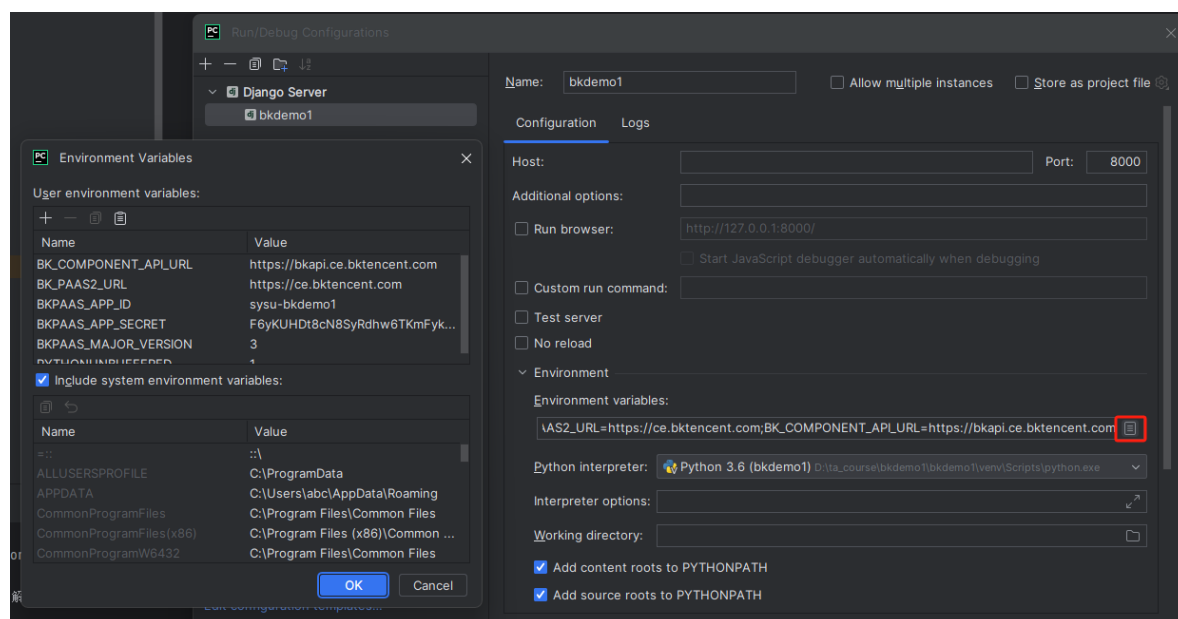 Run/Debug Configurations
Django Server
bkdemo1
Name: bkdemo1 Allow multiple instances Store as project file
Configuration Logs
Host: Port: 8000
Additional options:
Run browser: http://127.0.0.1:8000/
Start JavaScript debugger automatically when debugging
Custom run command:
Test server
No reload
Environment
Environment variables:
AS2_URL=https://ce.bktencent.com;BK_COMPONENT_API_URL=https://bkapi.ce.bktencent.com
Python interpreter: Python 3.6 (bkdemo1) D:\ta_course\bkdemo1\bkdemo1\venv\Scripts\python.exe
Interpreter options:
Working directory:
Add content roots to PYTHONPATH
Add source roots to PYTHONPATH
Environment Variables
User environment variables:
Name Value
BK_COMPONENT_API_URL https://bkapi.ce.bktencent.com
BK_PAAS2_URL https://ce.bktencent.com
BKPAAS_APP_ID sysu-bkdemo1
BKPAAS_APP_SECRET F6yKUHDt8cN8SyRdhw6TKmFyk...
BKPAAS_MAJOR_VERSION 3
PYTHONUNBUFFERED 1
Include system environment variables:
Name Value
=:: ::\
ALLUSERSPROFILE C:\ProgramData
APPDATA C:\Users\abc\AppData\Roaming
CommonProgramFiles C:\Program Files\Common Files
CommonProgramFiles(x86) C:\Program Files (x86)\Common ...
CommonProgramW6432 C:\Program Files\Common Files
OK Cancel
Edit configuration templates...